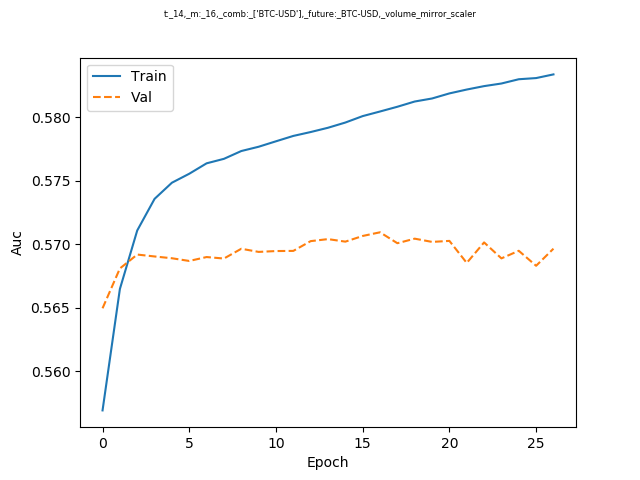 t:_14,_m:_16,_comb:_['BTC-USD'],_future:_BTC-USD,_volume_mirror_scaler
Train
Val
0.580
0.575
0.570
0.565
0.560
Auc
0 5 10 15 20 25
Epoch